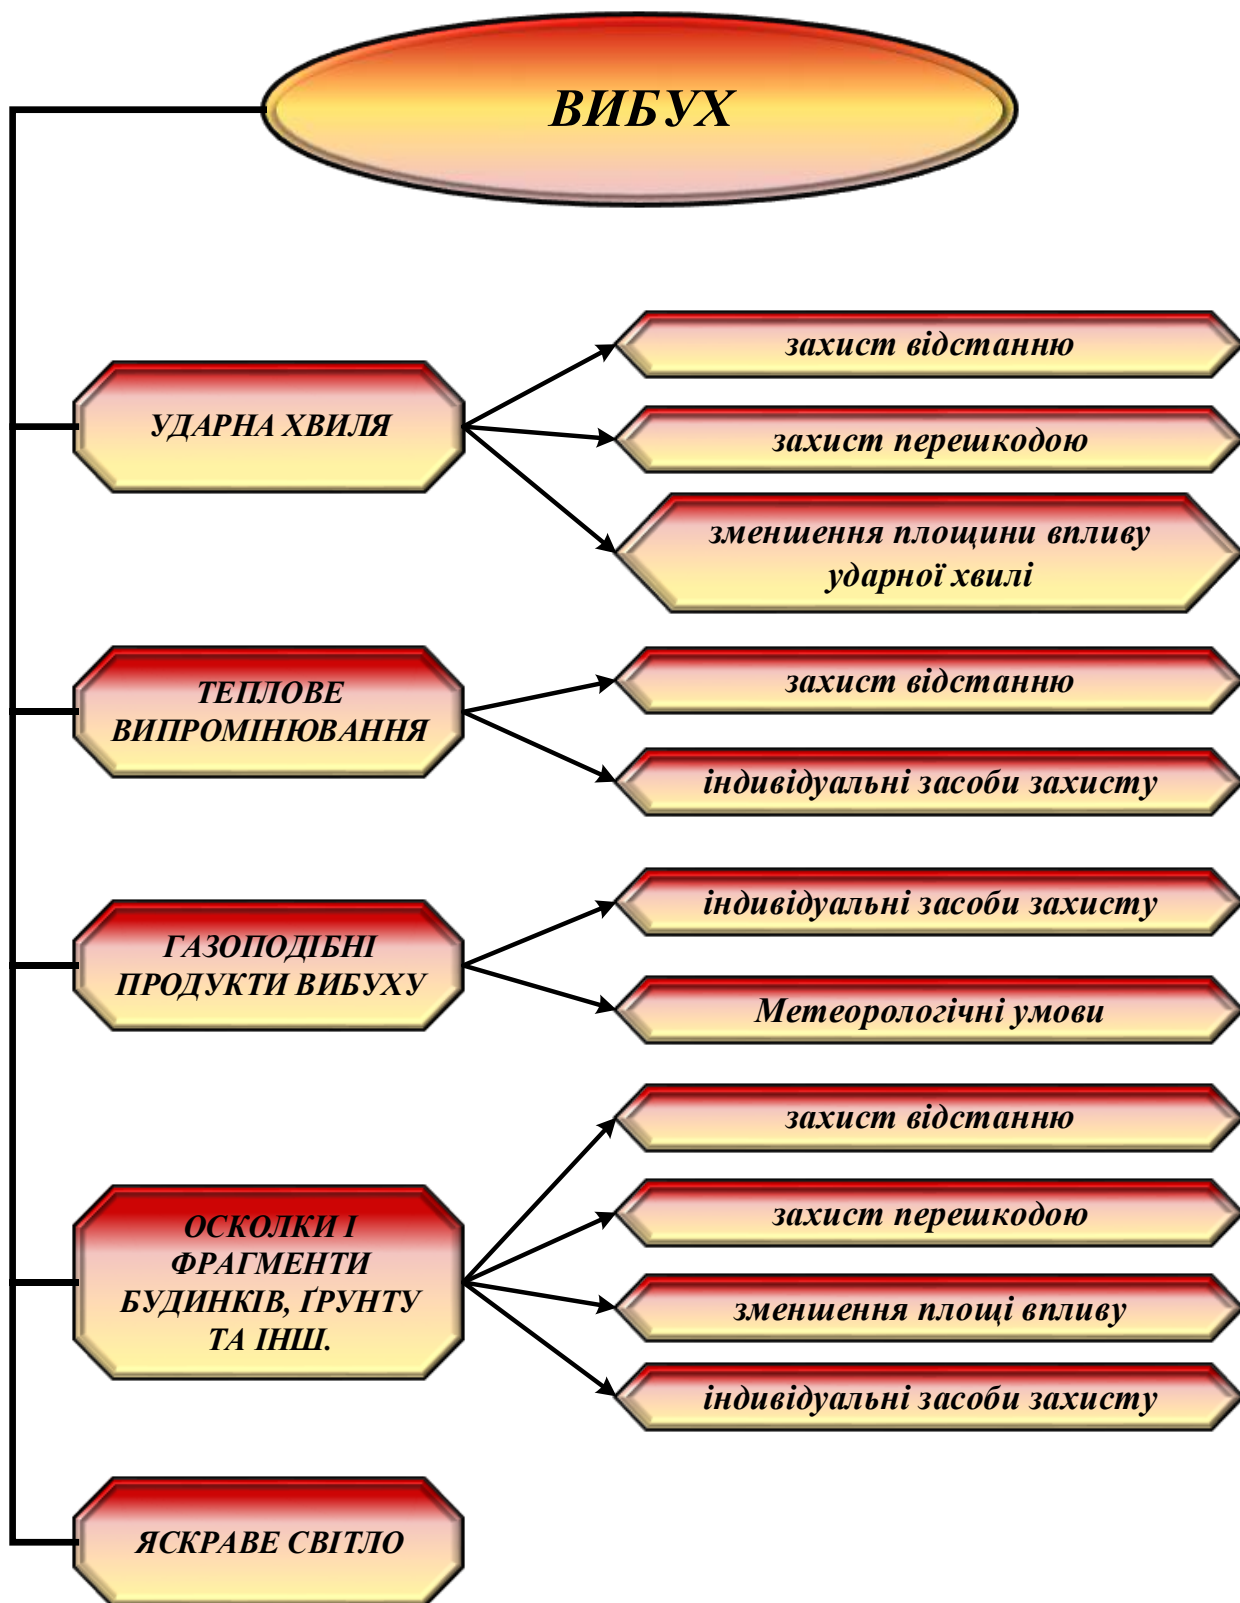 ВИБУХ
УДАРНА ХВИЛЯ
захист відстанню
захист перешкодою
зменшення площини впливу
ударної хвилі
ТЕПЛОВЕ
ВИПРОМІНЮВАННЯ
захист відстанню
індивідуальні засоби захисту
ГАЗОПОДІБНІ
ПРОДУКТИ ВИБУХУ
індивідуальні засоби захисту
Метеорологічні умови
ОСКОЛКИ І
ФРАГМЕНТИ
БУДИНКІВ, ҐРУНТУ
ТА ІНШ.
захист відстанню
захист перешкодою
зменшення площі впливу
індивідуальні засоби захисту
ЯСКРАВЕ СВІТЛО